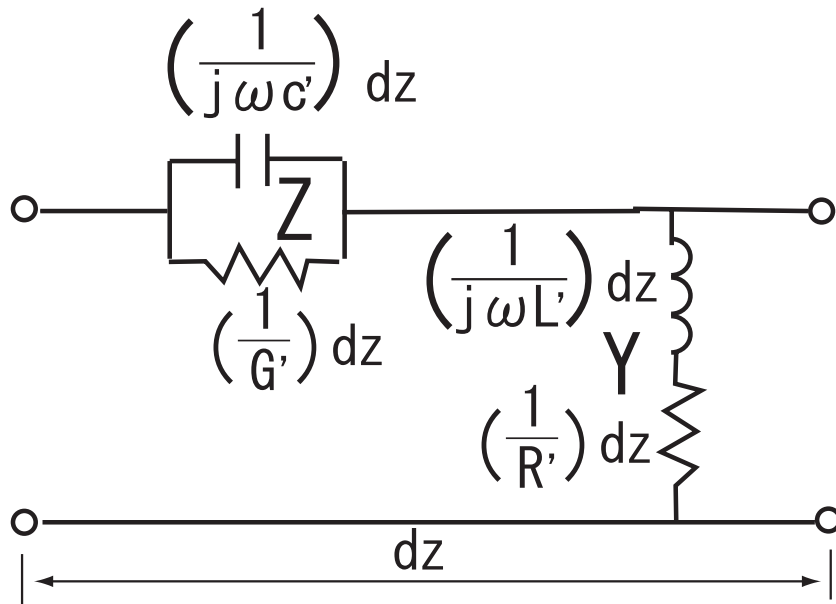 (1/jωc') dz
Z
(1/G') dz
(1/jωL') dz
Y
(1/R') dz
dz